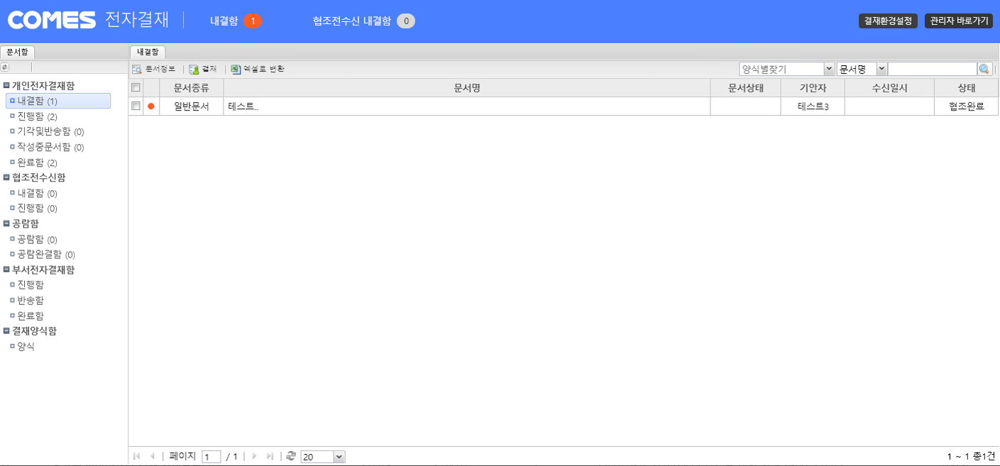 COMES 전자결재 내결함 1 협조전수신 내결함 0 결재환경설정 관리자 바로가기
문서함
내결함
문서정보 결재 엑셀로 변환 양식별찾기 문서명
개인전자결재함
내결함 (1)
진행함 (2)
기각및반송함 (0)
작성중문서함 (0)
완료함 (2)
협조전수신함
내결함 (0)
진행함 (0)
공람함
공람함 (0)
공람완결함 (0)
부서전자결재함
진행함
반송함
완료함
결재양식함
양식
문서종류 문서명 문서상태 기안자 수신일시 상태
일반문서 테스트.. 테스트3 협조완료
페이지 1 / 1 20 1 ~ 1 총1건